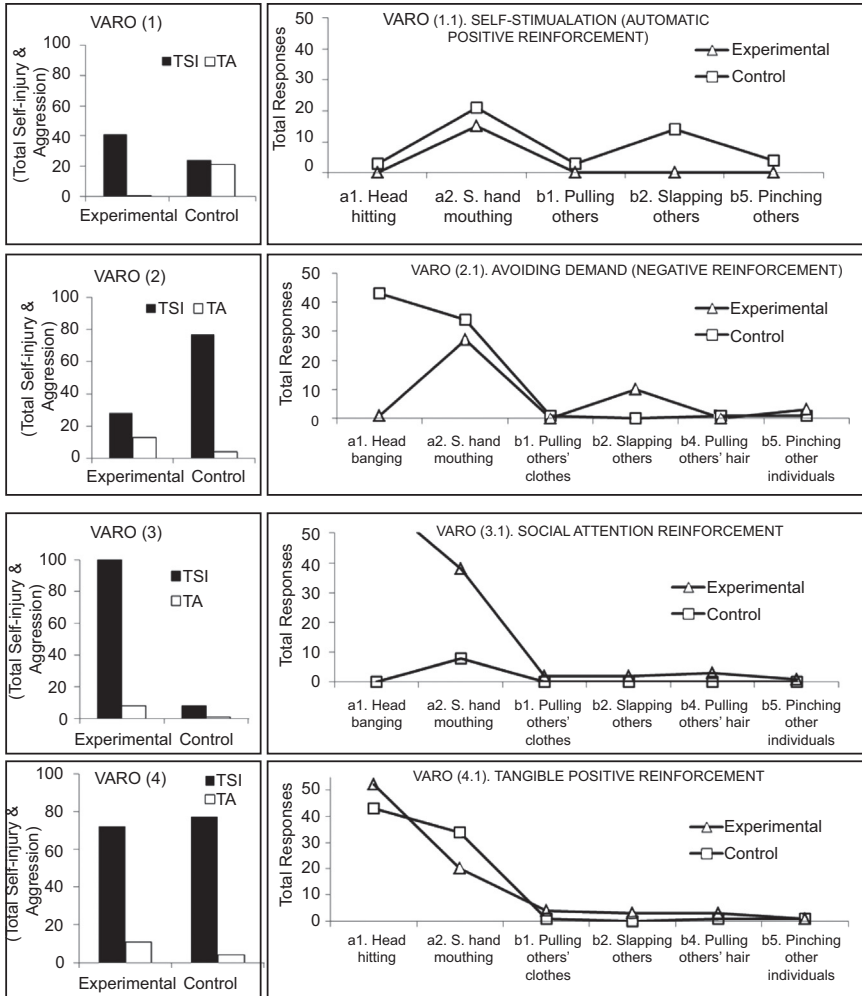 VARO (1)
(Total Self-injury &
Aggression)
100
80
60
40
20
0
TSI TA
Experimental Control
VARO (1.1). SELF-STIMUALATION (AUTOMATIC
POSITIVE REINFORCEMENT)
Total Responses
50
40
30
20
10
0
Experimental
Control
a1. Head
hitting
a2. S. hand
mouthing
b1. Pulling
others
b2. Slapping
others
b5. Pinching
others
VARO (2)
(Total Self-injury &
Aggression)
100
80
60
40
20
0
TSI TA
Experimental Control
VARO (2.1). AVOIDING DEMAND (NEGATIVE REINFORCEMENT)
Total Responses
50
40
30
20
10
0
Experimental
Control
a1. Head
banging
a2. S. hand
mouthing
b1. Pulling
others'
clothes
b2. Slapping
others
b4. Pulling
others' hair
b5. Pinching
other
individuals
VARO (3)
(Total Self-injury &
Aggression)
100
80
60
40
20
0
TSI
TA
Experimental Control
VARO (3.1). SOCIAL ATTENTION REINFORCEMENT
Total Responses
50
40
30
20
10
0
Experimental
Control
a1. Head
banging
a2. S. hand
mouthing
b1. Pulling
others'
clothes
b2. Slapping
others
b4. Pulling
others' hair
b5. Pinching
other
individuals
VARO (4)
(Total Self-injury &
Aggression)
100
80
60
40
20
0
TSI
TA
Experimental Control
VARO (4.1). TANGIBLE POSITIVE REINFORCEMENT
Total Responses
50
40
30
20
10
0
Experimental
Control
a1. Head
hitting
a2. S. hand
mouthing
b1. Pulling
others'
clothes
b2. Slapping
others
b4. Pulling
others' hair
b5. Pinching
other
individuals